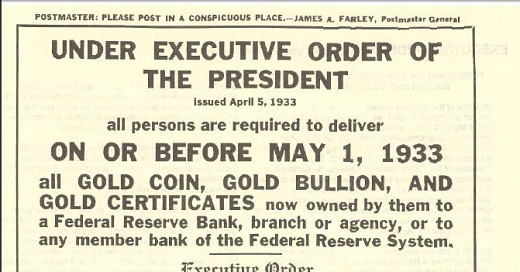 POSTMASTER: PLEASE POST IN A CONSPICUOUS PLACE.—JAMES A. FARLEY, Postmaster General
UNDER EXECUTIVE ORDER OF
THE PRESIDENT
Issued April 5, 1933
all persons are required to deliver
ON OR BEFORE MAY 1, 1933
all GOLD COIN, GOLD BULLION, AND
GOLD CERTIFICATES now owned by them to
a Federal Reserve Bank, branch or agency, or to
any member bank of the Federal Reserve System.
Executive Order